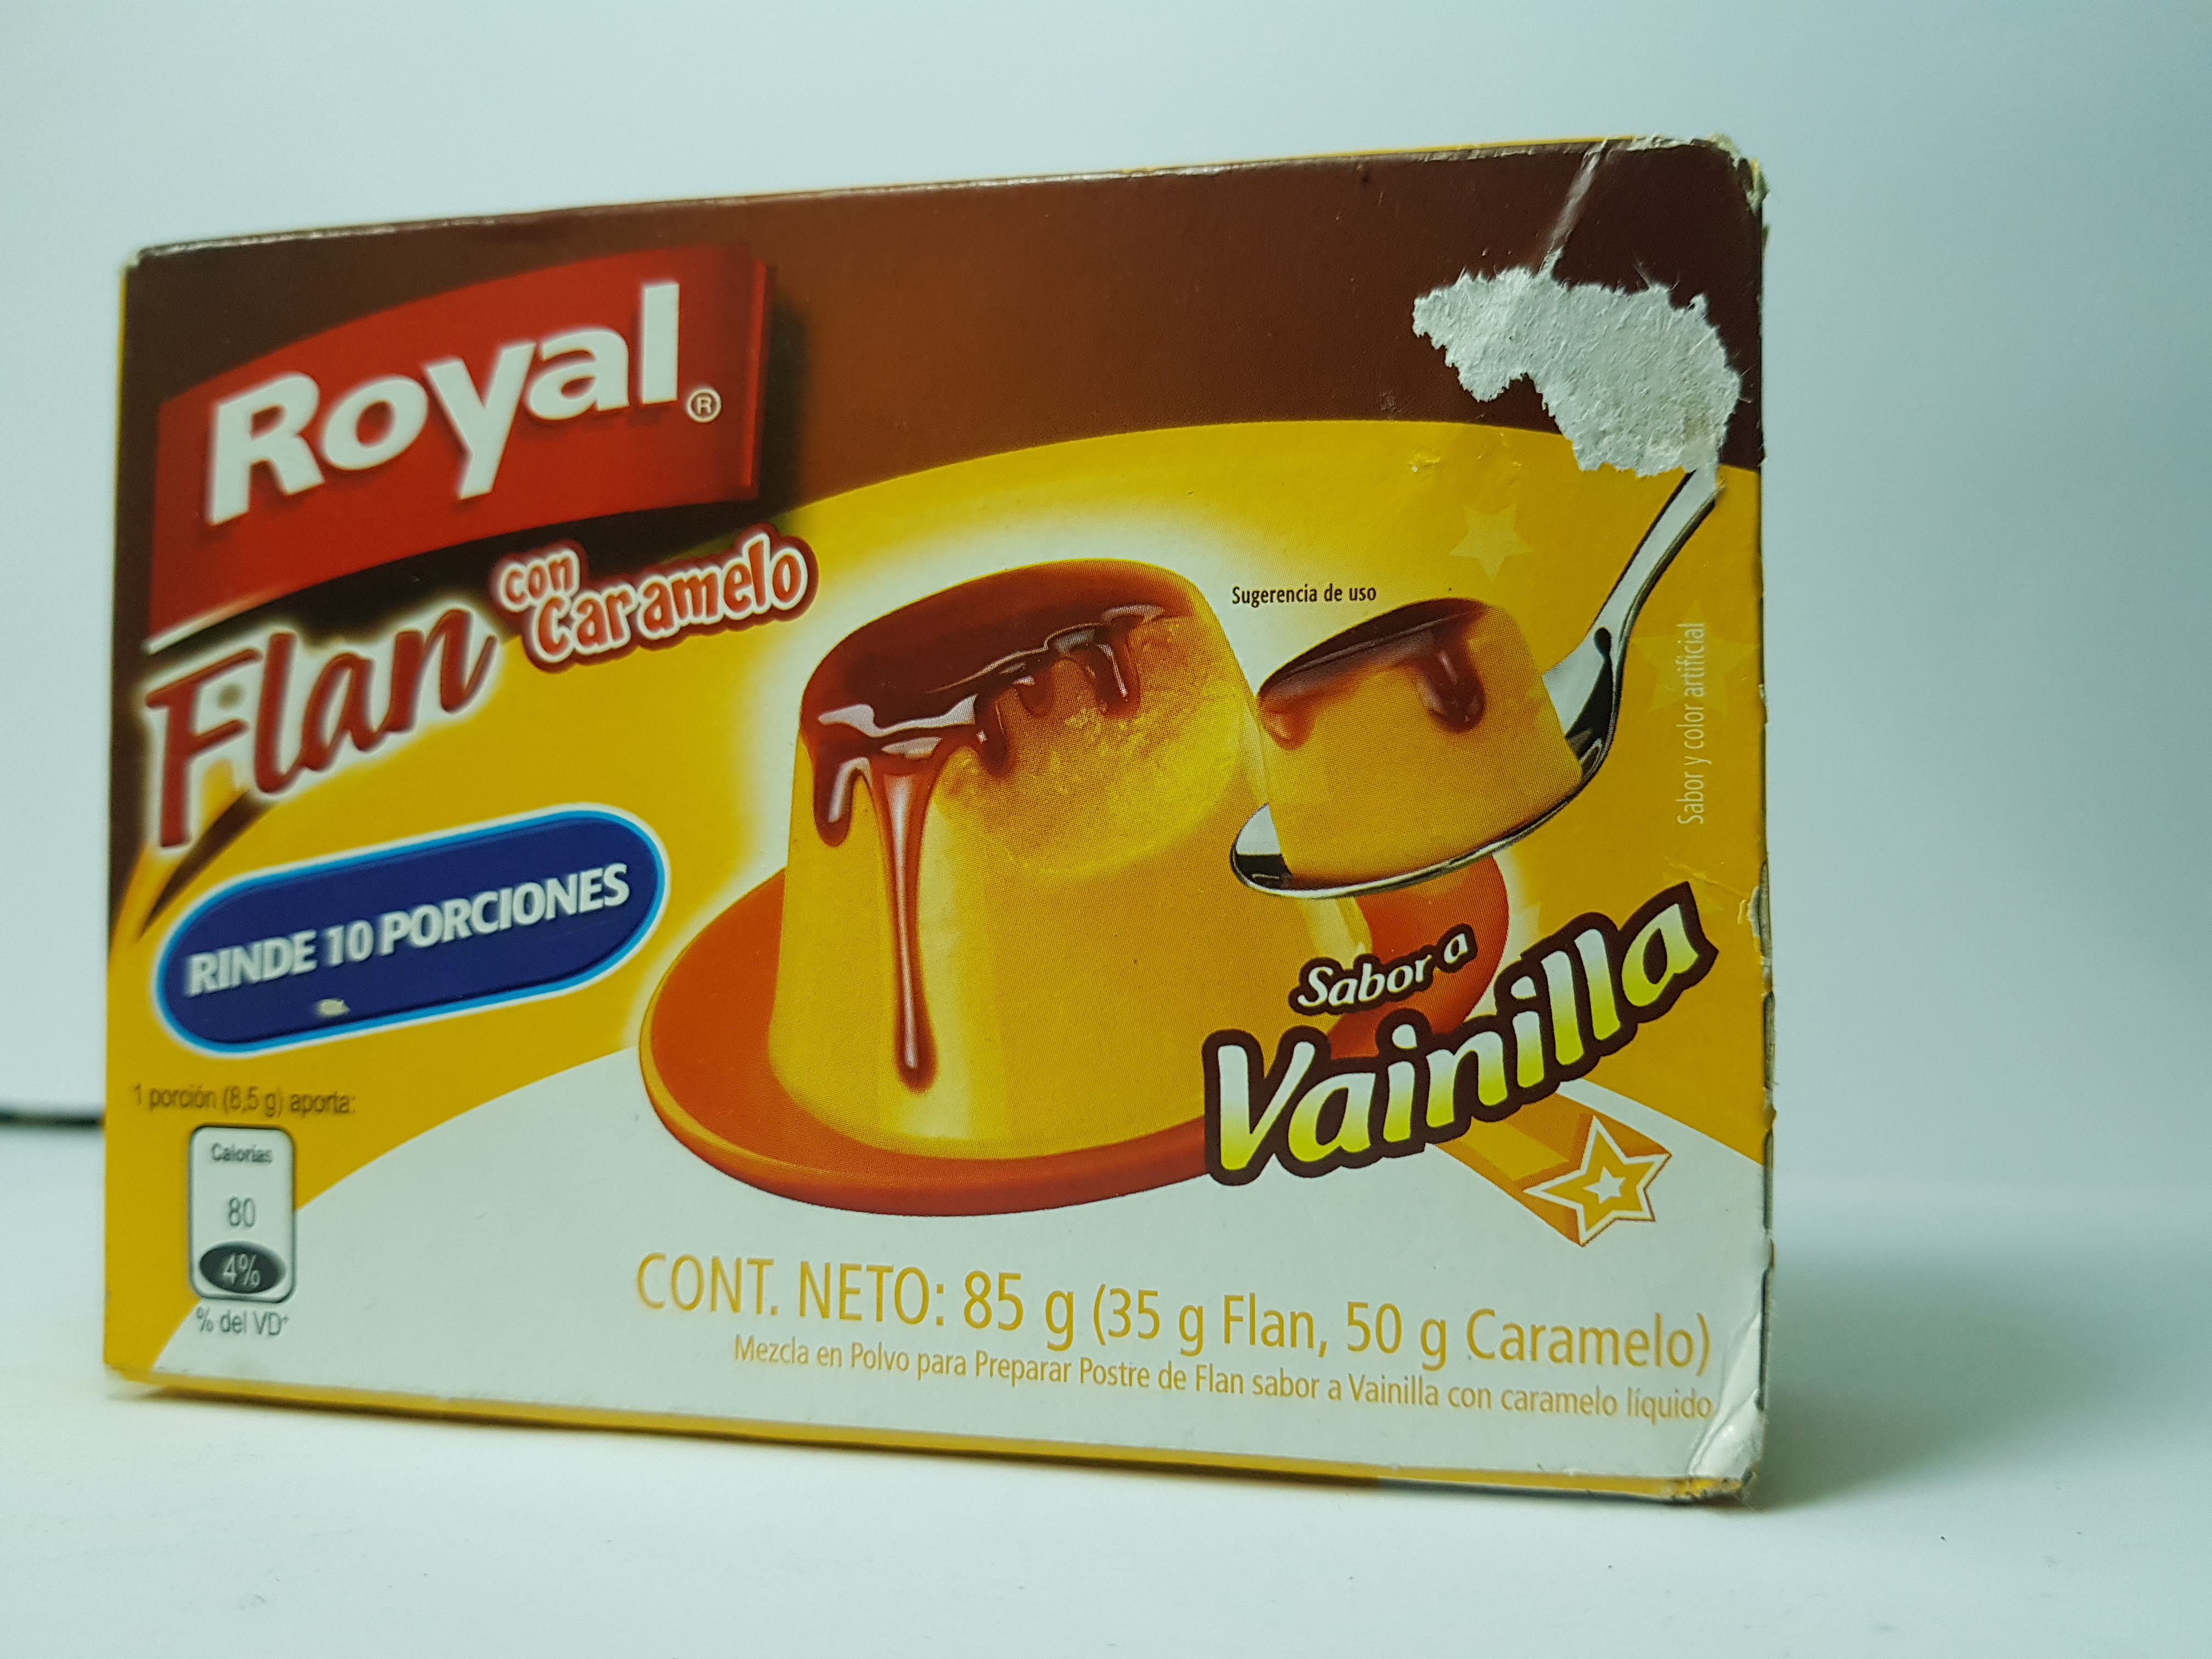 Royal®
Flan con Caramelo
Sugerencia de uso
Sabor y color artificial
RINDE 10 PORCIONES
Sabor a
Vainilla
1 porción (8,5 g) aporta:
Calorías
80
4%
% del VD*
CONT. NETO: 85 g (35 g Flan, 50 g Caramelo)
Mezcla en Polvo para Preparar Postre de Flan sabor a Vainilla con caramelo líquido